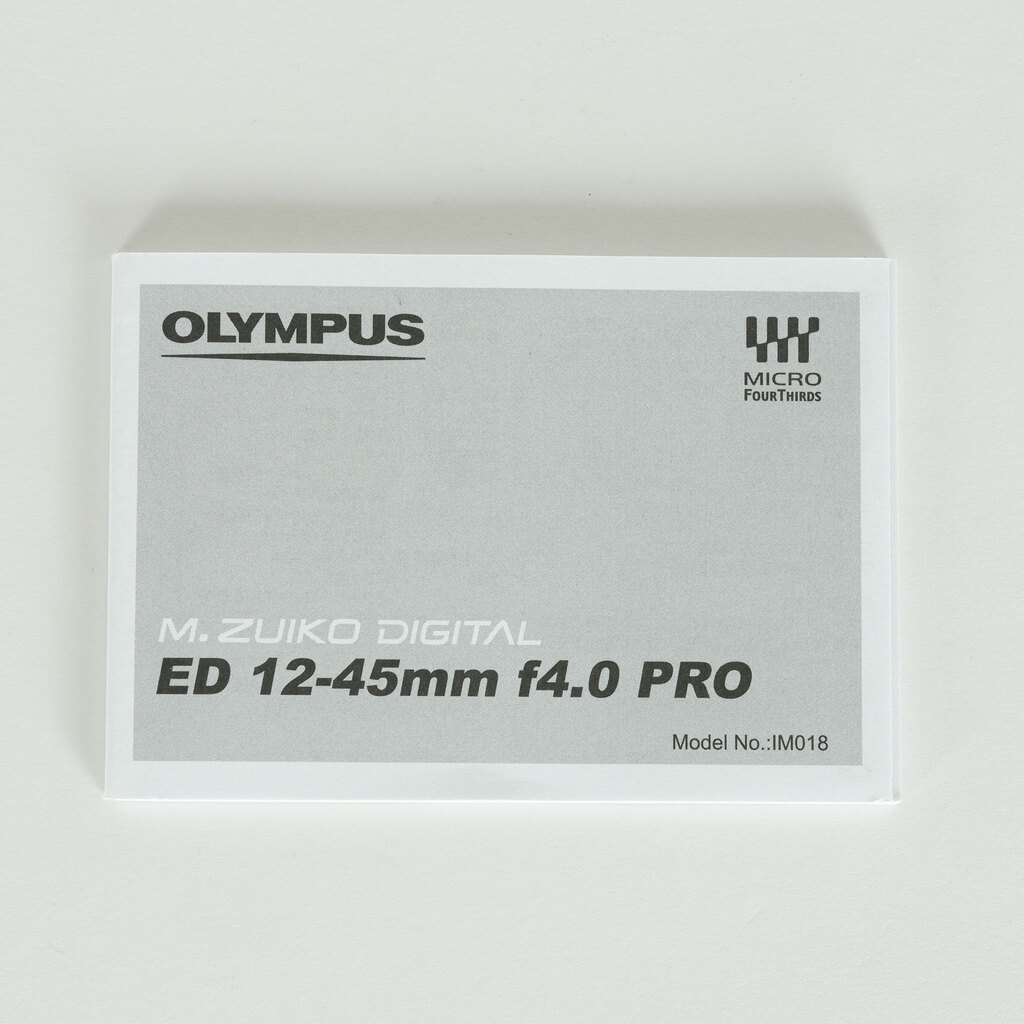 OLYMPUS
MICRO
FOURTHIRDS
M. ZUIKO DIGITAL
ED 12-45mm f4.0 PRO
Model No.:IM018